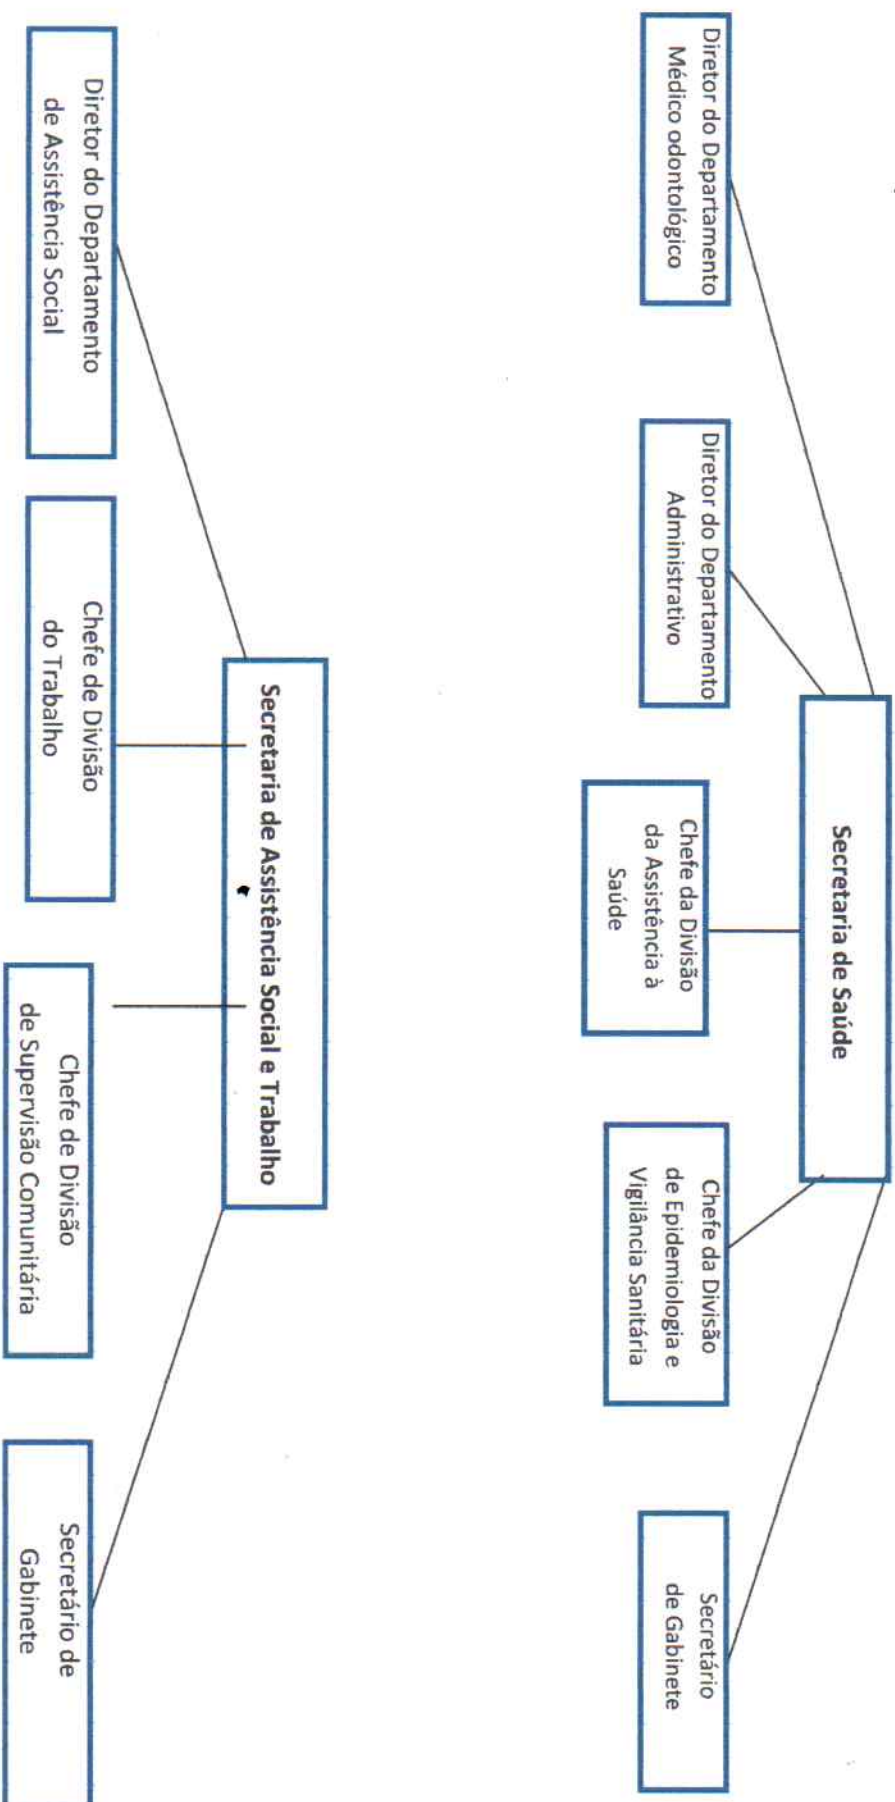 Secretaria de Saúde
Diretor do Departamento
Médico odontológico
Diretor do Departamento
Administrativo
Chefe da Divisão
da Assistência à
Saúde
Chefe da Divisão
de Epidemiologia e
Vigilância Sanitária
Secretário
de Gabinete
Secretaria de Assistência Social e Trabalho
Diretor do Departamento
de Assistência Social
Chefe de Divisão
do Trabalho
Chefe de Divisão
de Supervisão Comunitária
Secretário de
Gabinete